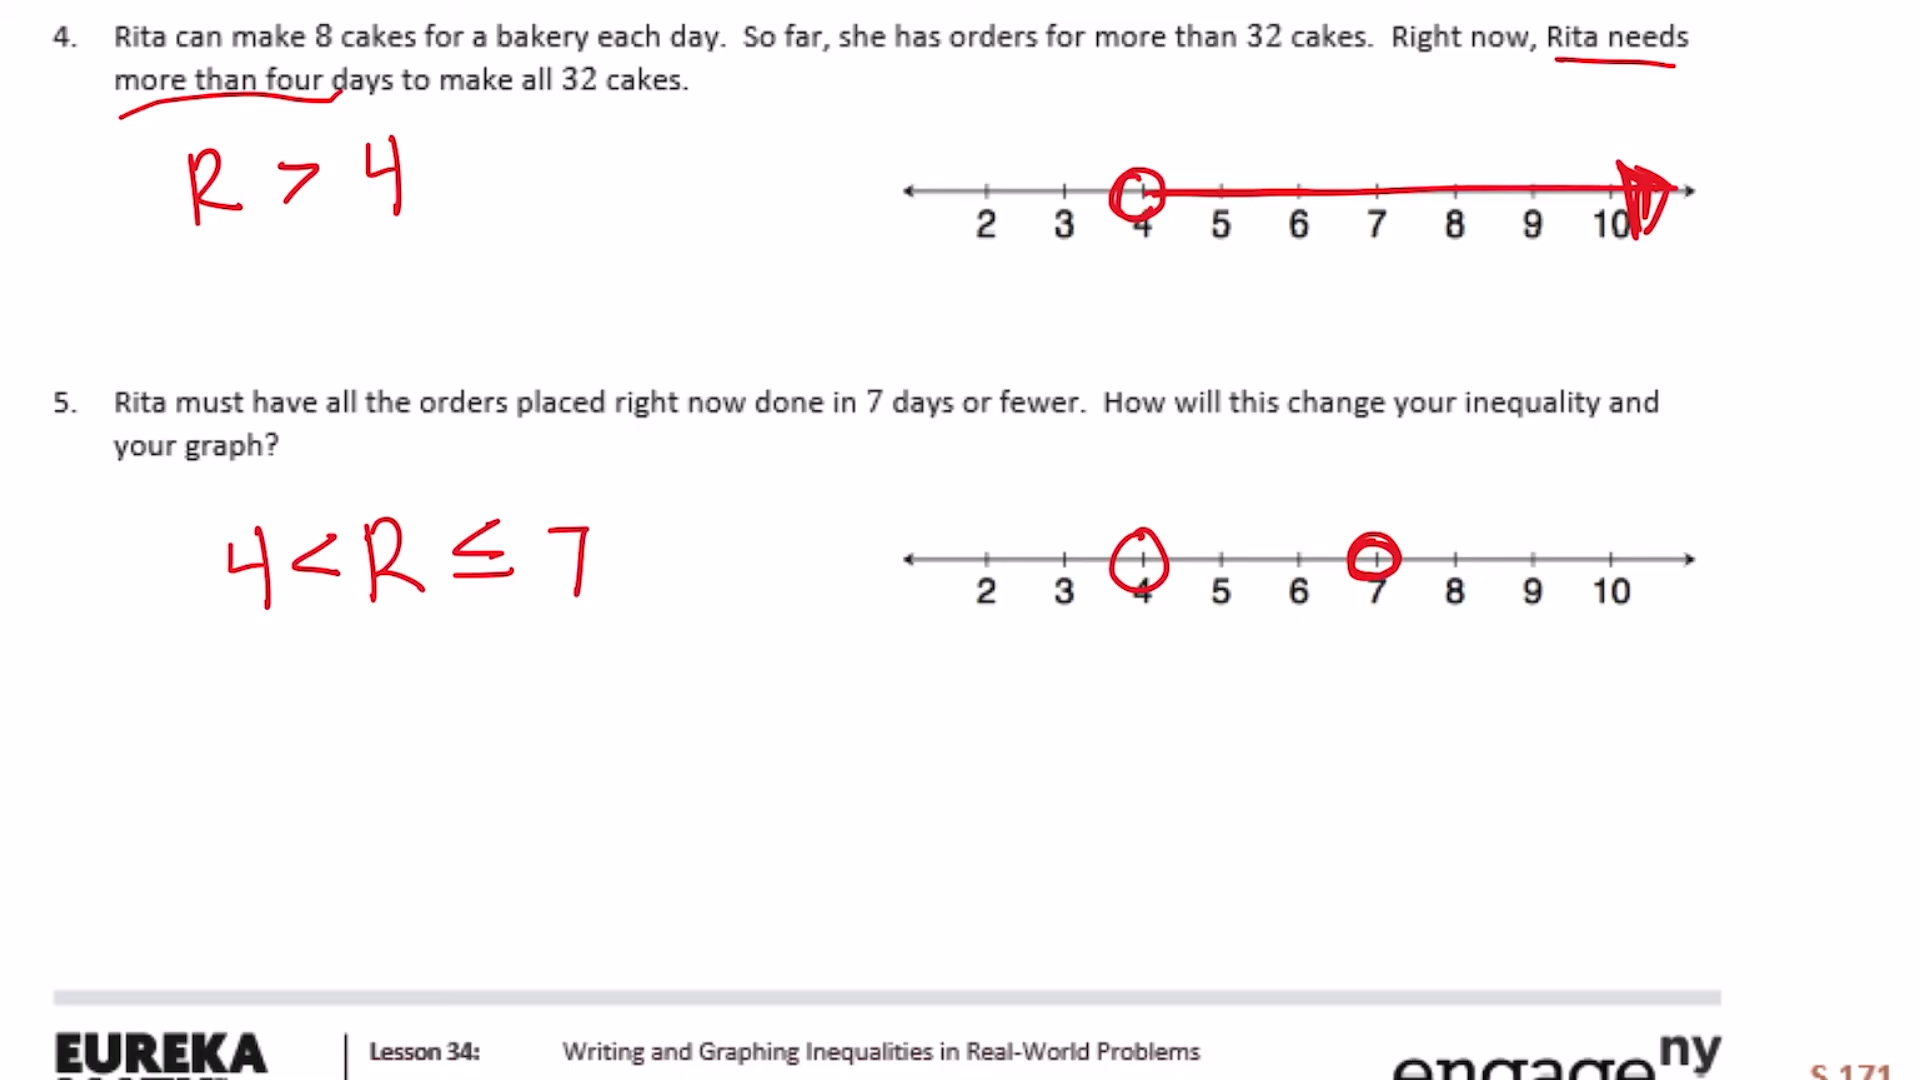 4. Rita can make 8 cakes for a bakery each day. So far, she has orders for more than 32 cakes. Right now, Rita needs
more than four days to make all 32 cakes.
R > 4
2 3 4 5 6 7 8 9 10
5. Rita must have all the orders placed right now done in 7 days or fewer. How will this change your inequality and
your graph?
4 < R ≤ 7
2 3 4 5 6 7 8 9 10
EUREKA
MATH
Lesson 34: Writing and Graphing Inequalities in Real-World Problems
engage ny
S.171